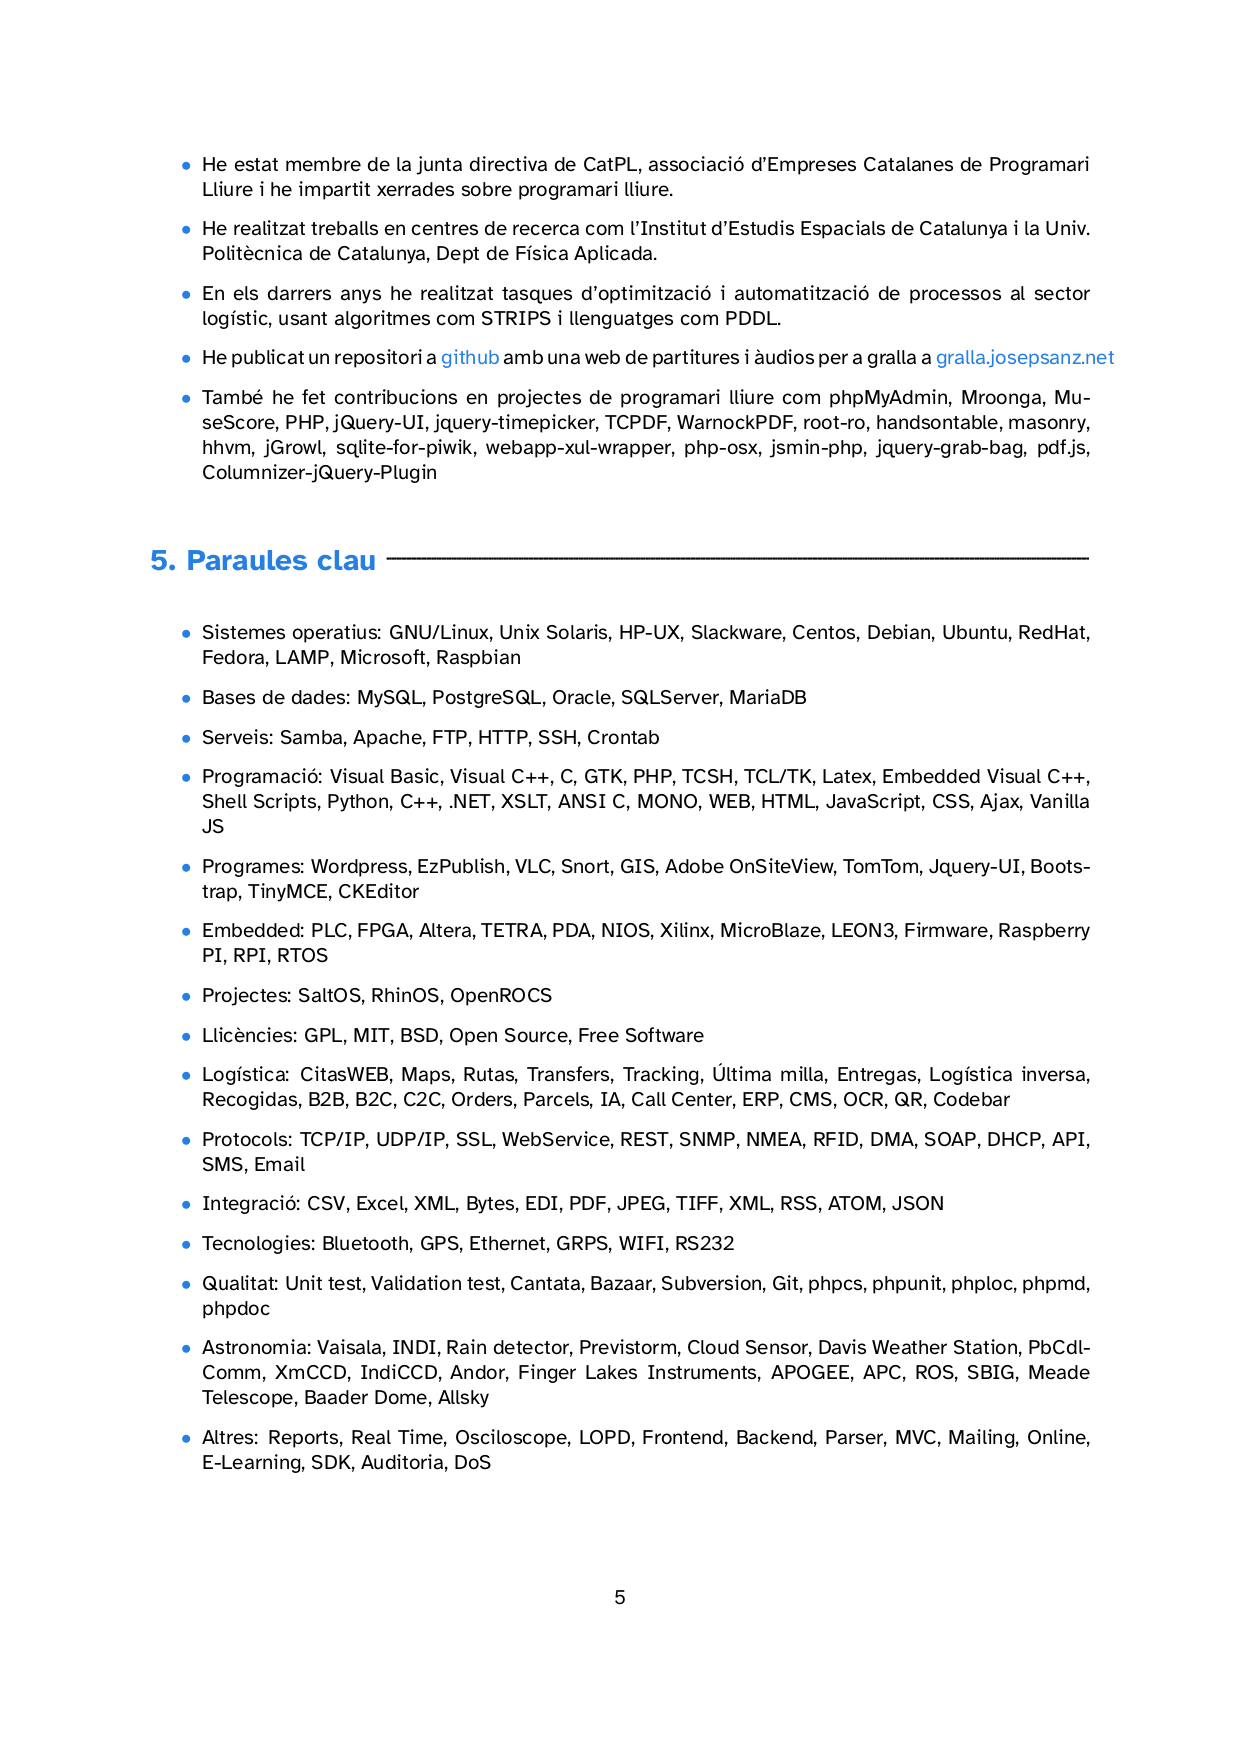 • He estat membre de la junta directiva de CatPL, associació d’Empreses Catalanes de Programari
Lliure i he impartit xerrades sobre programari lliure.
• He realitzat treballs en centres de recerca com l’Institut d’Estudis Espacials de Catalunya i la Univ.
Politècnica de Catalunya, Dept de Física Aplicada.
• En els darrers anys he realitzat tasques d’optimització i automatització de processos al sector
logístic, usant algoritmes com STRIPS i llenguatges com PDDL.
• He publicat un repositori a github amb una web de partitures i àudios per a gralla a gralla.josepsanz.net
• També he fet contribucions en projectes de programari lliure com phpMyAdmin, Mroonga, Mu-
seScore, PHP, jQuery-UI, jquery-timepicker, TCPDF, WarnockPDF, root-ro, handsontable, masonry,
hhvm, jGrowl, sqlite-for-piwik, webapp-xul-wrapper, php-osx, jsmin-php, jquery-grab-bag, pdf.js,
Columnizer-jQuery-Plugin
5. Paraules clau
• Sistemes operatius: GNU/Linux, Unix Solaris, HP-UX, Slackware, Centos, Debian, Ubuntu, RedHat,
Fedora, LAMP, Microsoft, Raspbian
• Bases de dades: MySQL, PostgreSQL, Oracle, SQLServer, MariaDB
• Serveis: Samba, Apache, FTP, HTTP, SSH, Crontab
• Programació: Visual Basic, Visual C++, C, GTK, PHP, TCSH, TCL/TK, Latex, Embedded Visual C++,
Shell Scripts, Python, C++, .NET, XSLT, ANSI C, MONO, WEB, HTML, JavaScript, CSS, Ajax, Vanilla
JS
• Programes: Wordpress, EzPublish, VLC, Snort, GIS, Adobe OnSiteView, TomTom, Jquery-UI, Boots-
trap, TinyMCE, CKEditor
• Embedded: PLC, FPGA, Altera, TETRA, PDA, NIOS, Xilinx, MicroBlaze, LEON3, Firmware, Raspberry
PI, RPI, RTOS
• Projectes: SaltOS, RhinOS, OpenROCS
• Llicències: GPL, MIT, BSD, Open Source, Free Software
• Logística: CitasWEB, Maps, Rutas, Transfers, Tracking, Última milla, Entregas, Logística inversa,
Recogidas, B2B, B2C, C2C, Orders, Parcels, IA, Call Center, ERP, CMS, OCR, QR, Codebar
• Protocols: TCP/IP, UDP/IP, SSL, WebService, REST, SNMP, NMEA, RFID, DMA, SOAP, DHCP, API,
SMS, Email
• Integració: CSV, Excel, XML, Bytes, EDI, PDF, JPEG, TIFF, XML, RSS, ATOM, JSON
• Tecnologies: Bluetooth, GPS, Ethernet, GRPS, WIFI, RS232
• Qualitat: Unit test, Validation test, Cantata, Bazaar, Subversion, Git, phpcs, phpunit, phploc, phpmd,
phpdoc
• Astronomia: Vaisala, INDI, Rain detector, Previstorm, Cloud Sensor, Davis Weather Station, PbCdl-
Comm, XmCCD, IndiCCD, Andor, Finger Lakes Instruments, APOGEE, APC, ROS, SBIG, Meade
Telescope, Baader Dome, Allsky
• Altres: Reports, Real Time, Osciloscope, LOPD, Frontend, Backend, Parser, MVC, Mailing, Online,
E-Learning, SDK, Auditoria, DoS
5